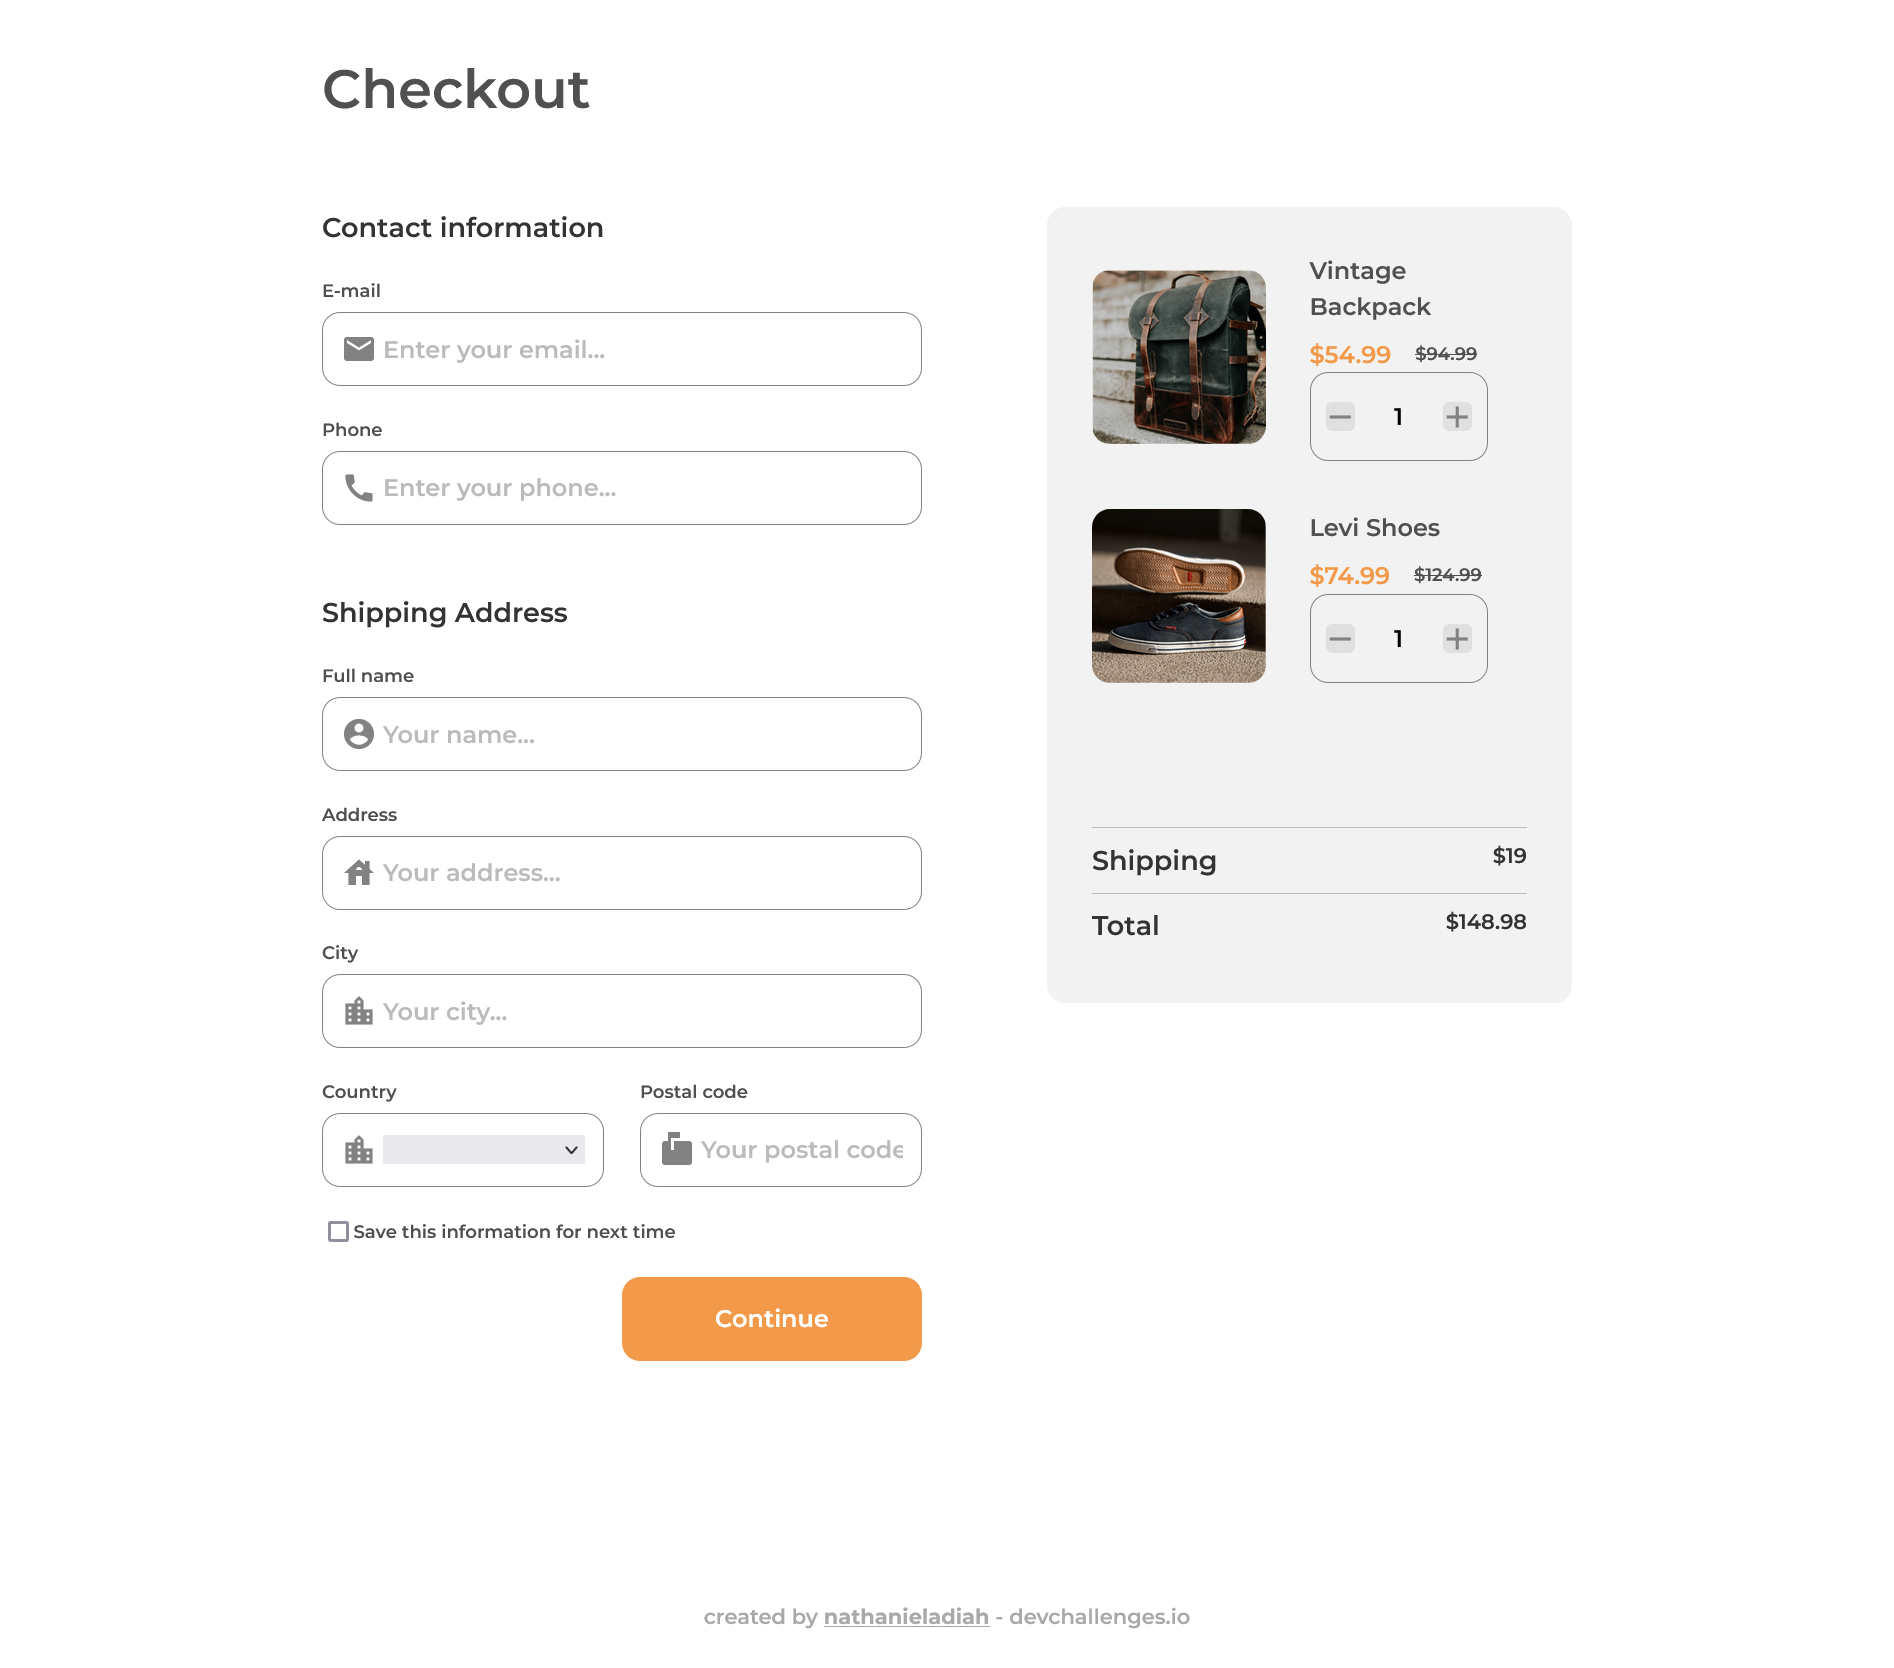 Checkout
Contact information
E-mail
Enter your email...
Phone
Enter your phone...
Shipping Address
Full name
Your name...
Address
Your address...
City
Your city...
Country
Postal code
Your postal code
Save this information for next time
Continue
Vintage
Backpack
$54.99 $94.99
1
Levi Shoes
$74.99 $124.99
1
Shipping $19
Total $148.98
created by nathanieladiah - devchallenges.io